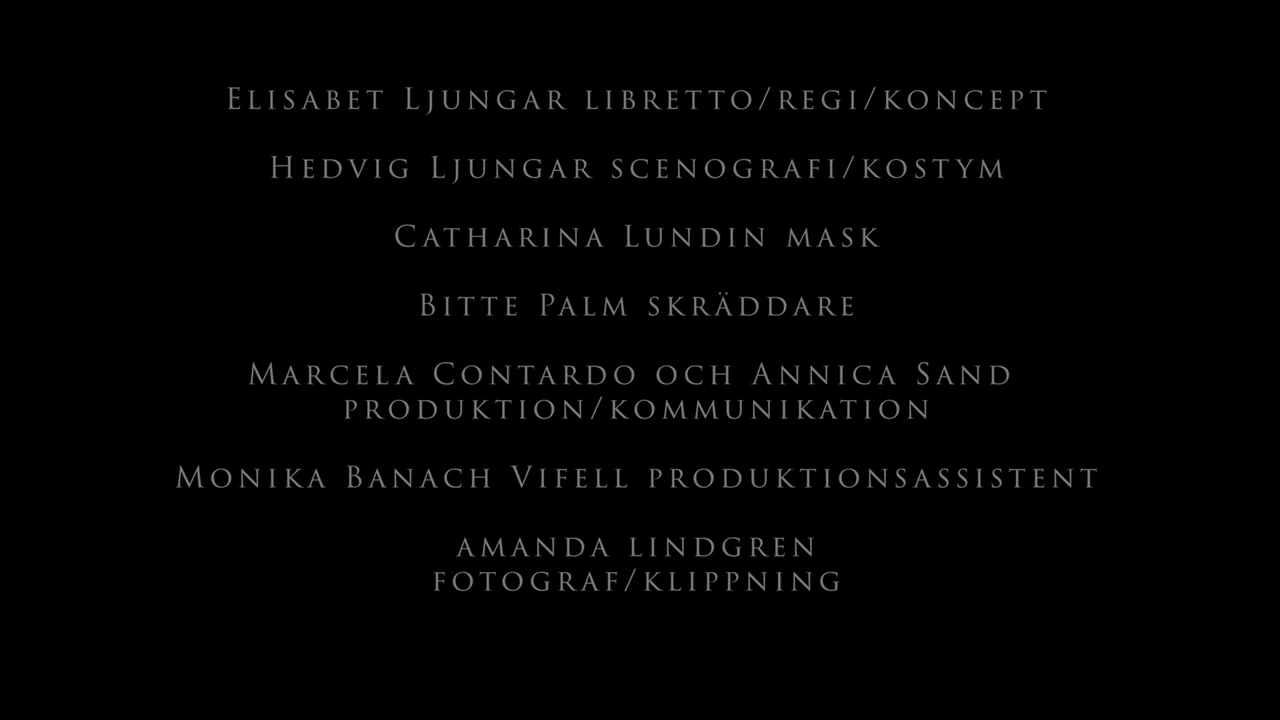 Elisabet Ljungar libretto/regi/koncept
Hedvig Ljungar scenografi/kostym
Catharina Lundin mask
Bitte Palm skräddare
Marcela Contardo och Annica Sand
produktion/kommunikation
Monika Banach Vifell produktionsassistent
amanda lindgren
fotograf/klippning